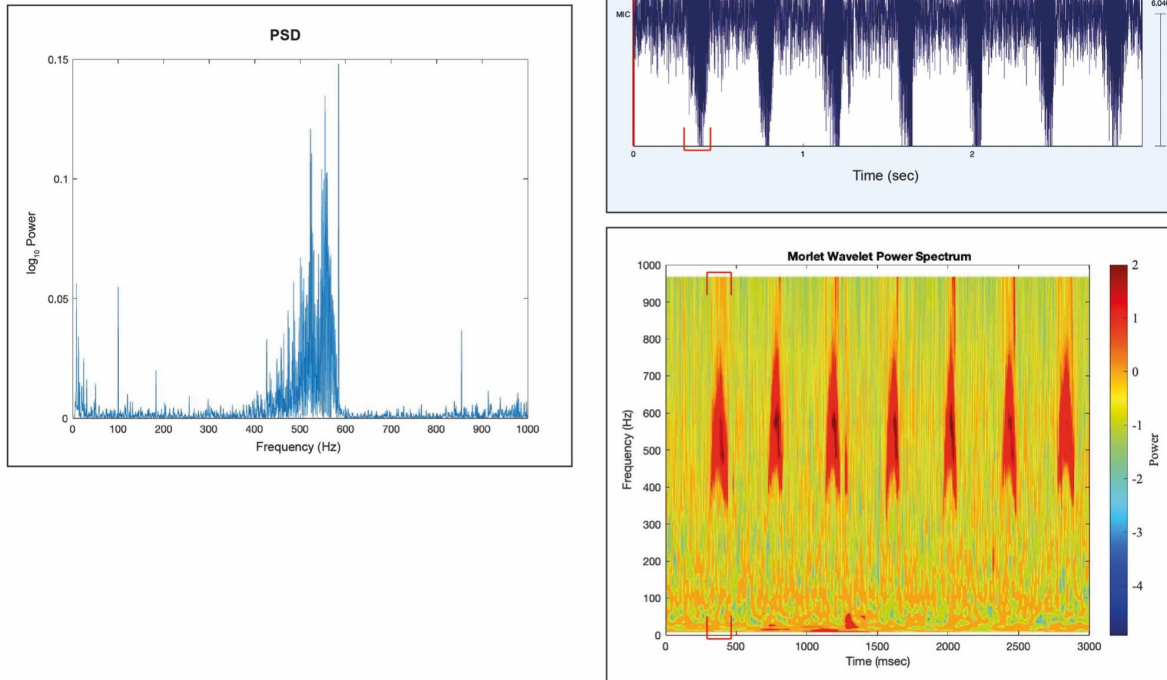 PSD
0.15
0.1
0.05
0
log10 Power
0 100 200 300 400 500 600 700 800 900 1000
Frequency (Hz)
MIC
0 1 2
Time (sec)
Morlet Wavelet Power Spectrum
1000
900
800
700
600
500
400
300
200
100
0
Frequency (Hz)
0 500 1000 1500 2000 2500 3000
Time (msec)
2
1
0
-1
-2
-3
-4
Power